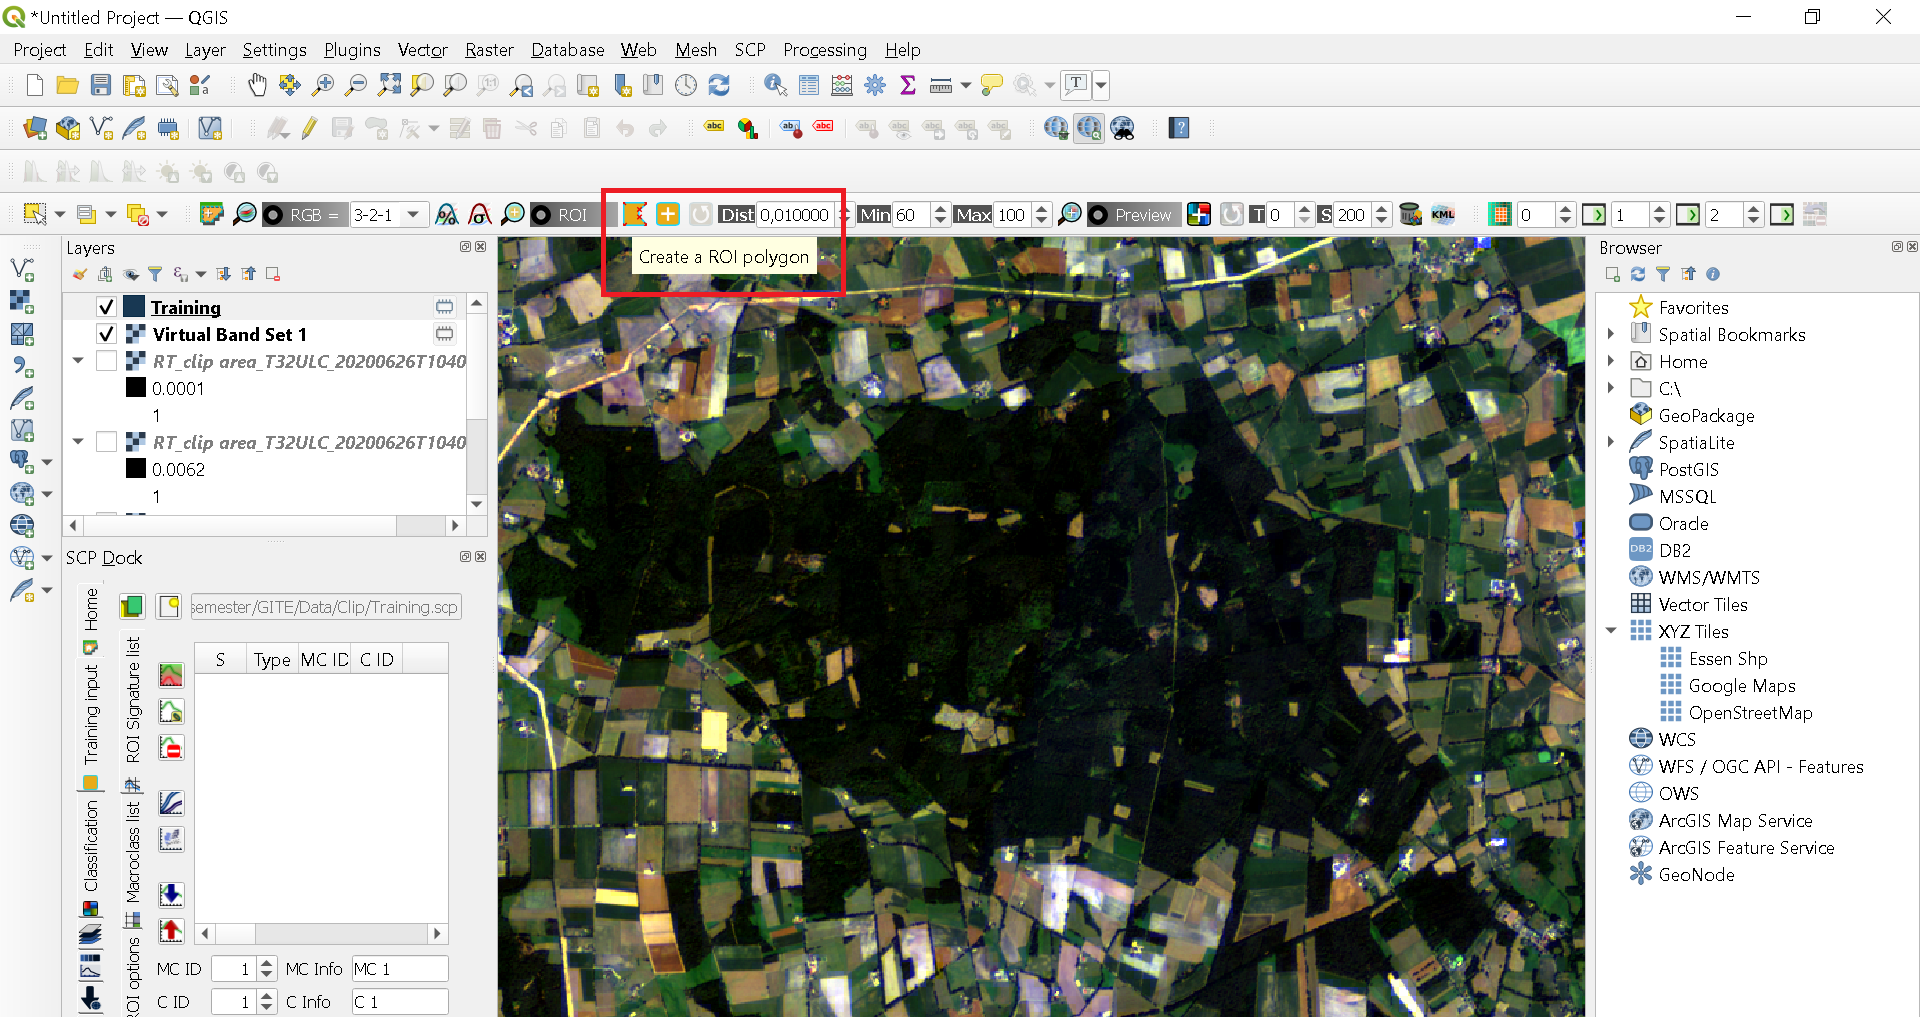 *Untitled Project — QGIS
Project Edit View Layer Settings Plugins Vector Raster Database Web Mesh SCP Processing Help
RGB = 3-2-1 ROI Dist 0,010000 Min 60 Max 100 Preview T 0 S 200 KML 0 1 2
Create a ROI polygon
Layers
Training
Virtual Band Set 1
RT_clip area_T32ULC_20200626T1040
0.0001
1
RT_clip area_T32ULC_20200626T1040
0.0062
1
SCP Dock
Home
Training input
Classification
ROI Signature list
Macroclass list
ROI options
semester/GITE/Data/Clip/Training.scp
S Type MC ID C ID
MC ID 1 MC Info MC 1
C ID 1 C Info C 1
Browser
Favorites
Spatial Bookmarks
Home
C:\
GeoPackage
SpatiaLite
PostGIS
MSSQL
Oracle
DB2 DB2
WMS/WMTS
Vector Tiles
XYZ Tiles
Essen Shp
Google Maps
OpenStreetMap
WCS
WFS / OGC API - Features
OWS
ArcGIS Map Service
ArcGIS Feature Service
GeoNode